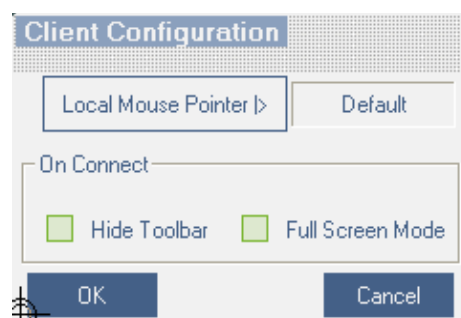 Client Configuration
Local Mouse Pointer |> Default
On Connect
Hide Toolbar Full Screen Mode
OK Cancel